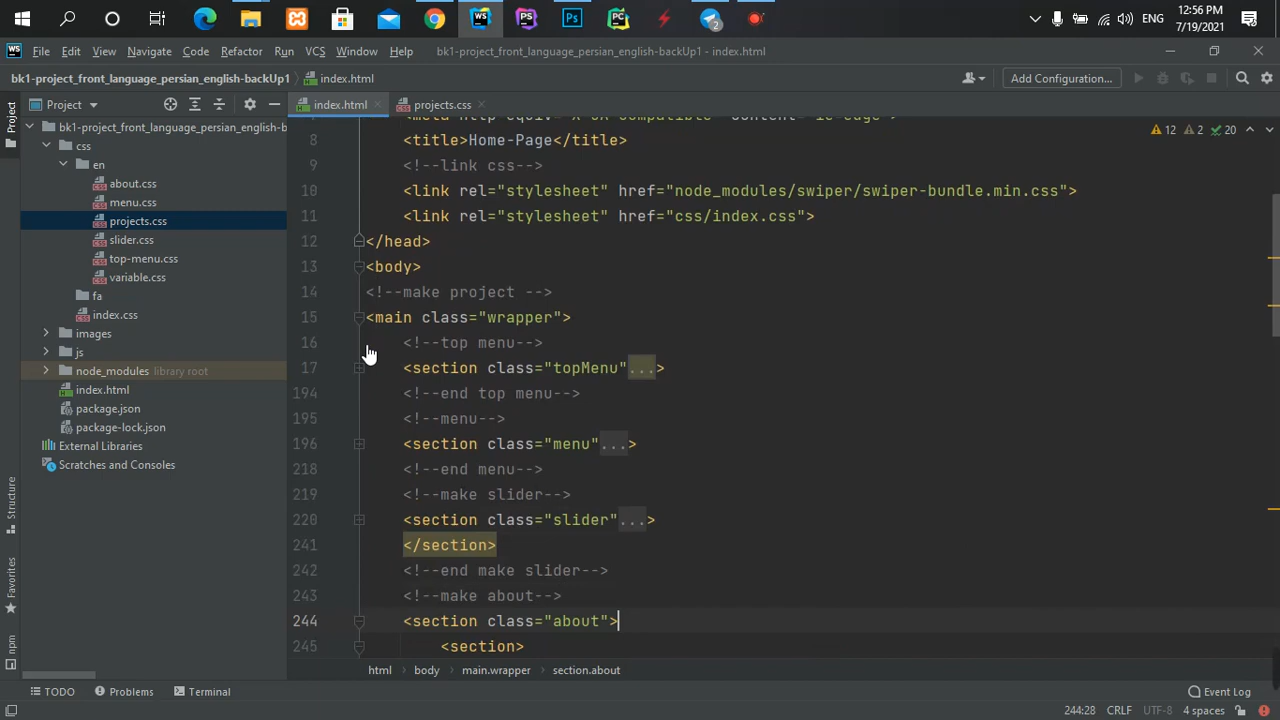 12:56 PM
ENG
7/19/2021
File Edit View Navigate Code Refactor Run VCS Window Help
bk1-project_front_language_persian_english-backUp1 - index.html
bk1-project_front_language_persian_english-backUp1
index.html
Add Configuration...
Project
Project
index.html
projects.css
bk1-project_front_language_persian_english-b
css
en
about.css
menu.css
projects.css
slider.css
top-menu.css
variable.css
fa
index.css
images
js
node_modules library root
index.html
package.json
package-lock.json
External Libraries
Scratches and Consoles
Structure
Favorites
npm
12 2 20
8 <title>Home-Page</title>
9 <!--link css-->
10 <link rel="stylesheet" href="node_modules/swiper/swiper-bundle.min.css">
11 <link rel="stylesheet" href="css/index.css">
12 </head>
13 <body>
14 <!--make project -->
15 <main class="wrapper">
16 <!--top menu-->
17 <section class="topMenu"...>
194 <!--end top menu-->
195 <!--menu-->
196 <section class="menu"...>
218 <!--end menu-->
219 <!--make slider-->
220 <section class="slider"...>
241 </section>
242 <!--end make slider-->
243 <!--make about-->
244 <section class="about">
245 <section>
html body main.wrapper section.about
TODO Problems Terminal
Event Log
244:28 CRLF UTF-8 4 spaces